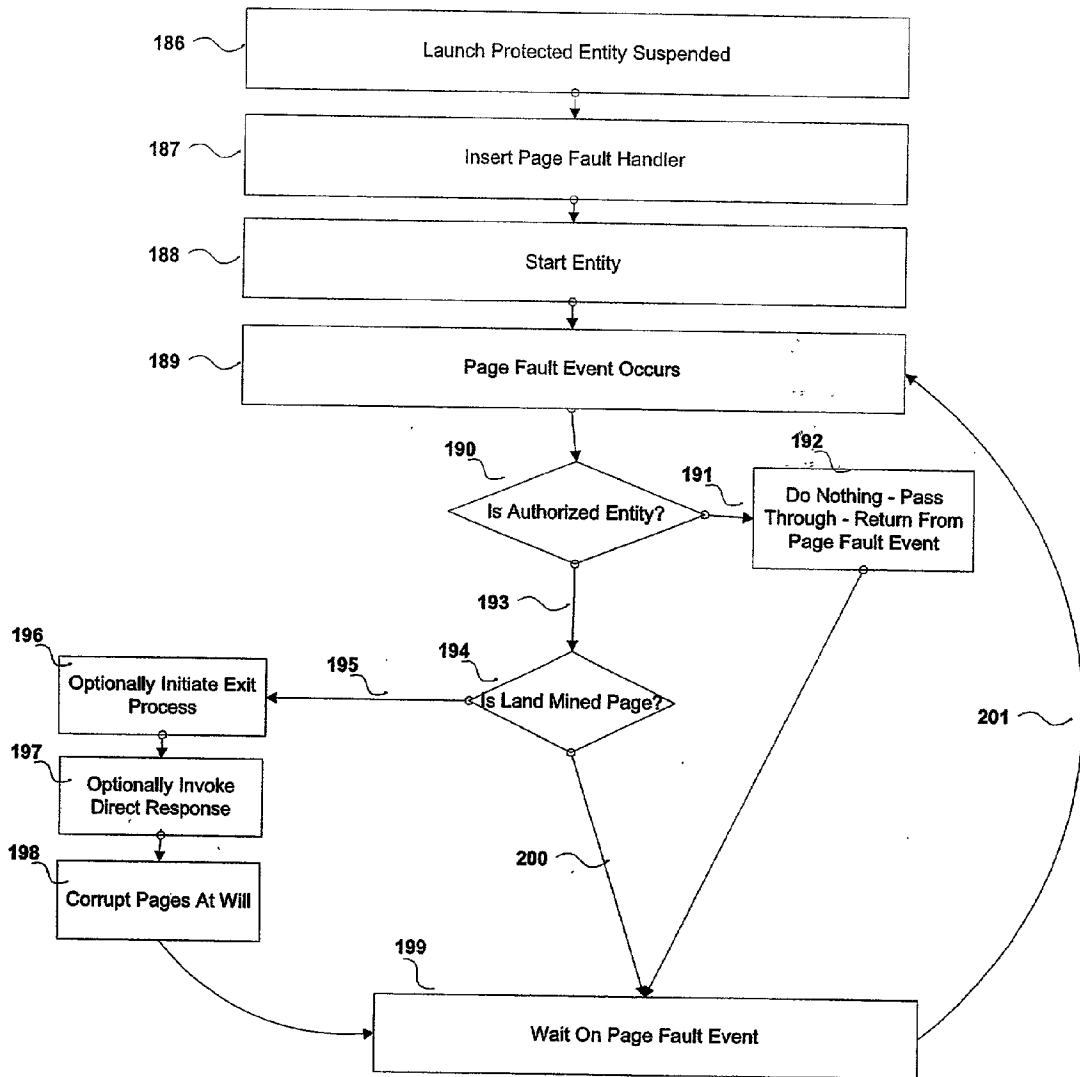 186
Launch Protected Entity Suspended
187
Insert Page Fault Handler
188
Start Entity
189
Page Fault Event Occurs
190
Is Authorized Entity?
191
192
Do Nothing - Pass
Through - Return From
Page Fault Event
193
194
Is Land Mined Page?
195
196
Optionally Initiate Exit
Process
197
Optionally Invoke
Direct Response
198
Corrupt Pages At Will
200
201
199
Wait On Page Fault Event